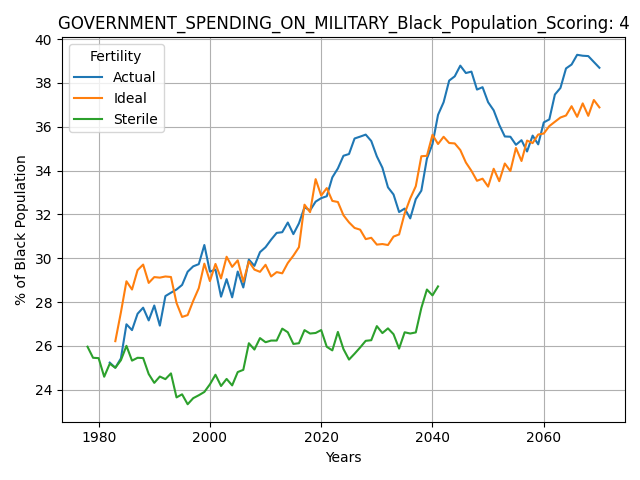 GOVERNMENT_SPENDING_ON_MILITARY_Black_Population_Scoring: 4
Fertility
Actual
Ideal
Sterile
% of Black Population
40
38
36
34
32
30
28
26
24
1980
2000
2020
2040
2060
Years